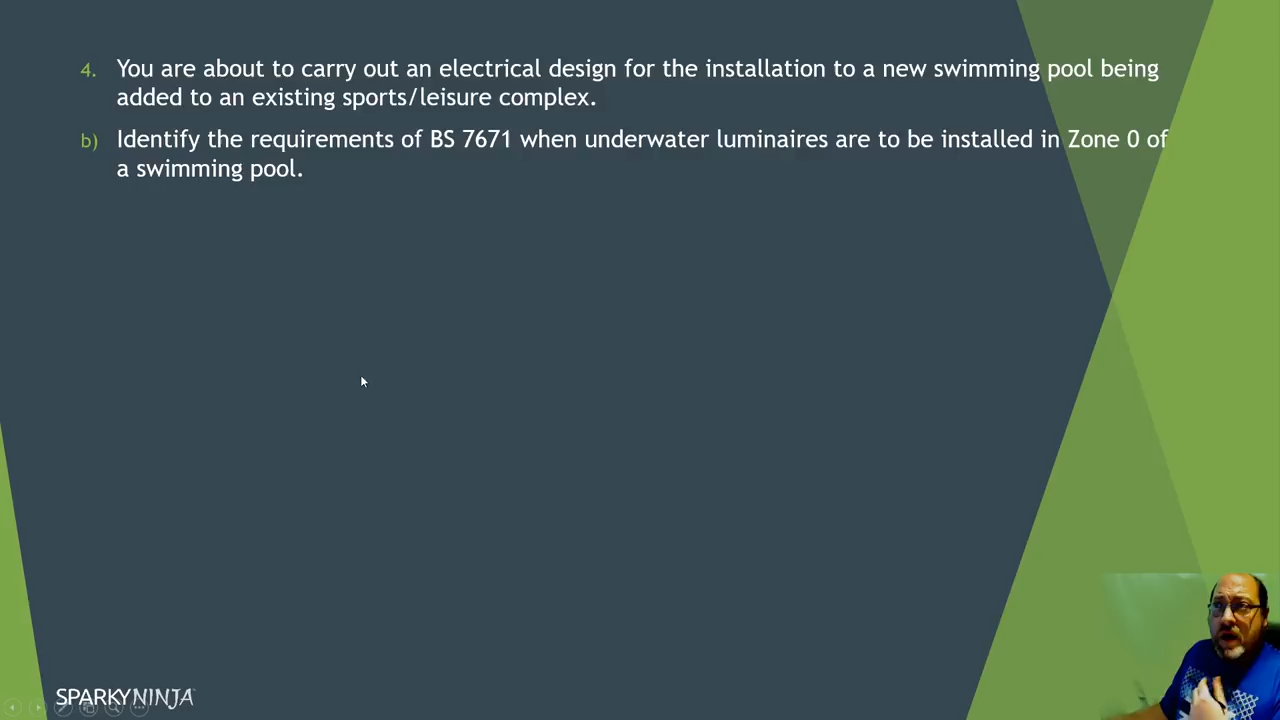 4. You are about to carry out an electrical design for the installation to a new swimming pool being
added to an existing sports/leisure complex.
b) Identify the requirements of BS 7671 when underwater luminaires are to be installed in Zone 0 of
a swimming pool.
SPARKYNINJA